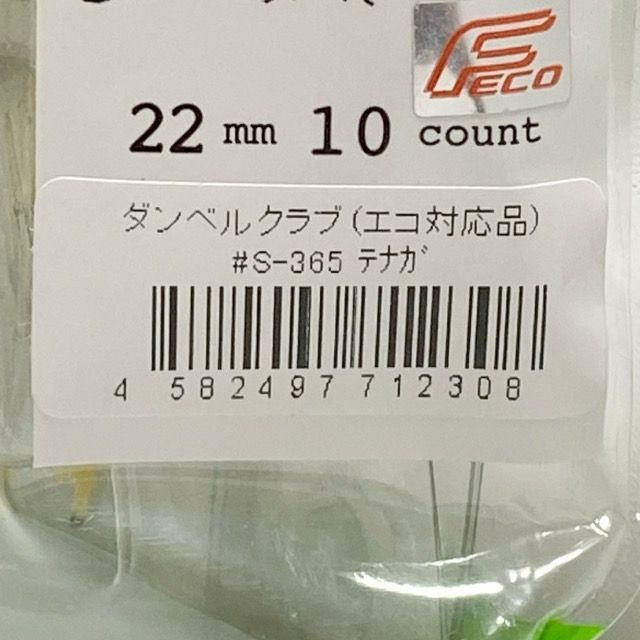 FECO
22 mm 10 count
ダンベルクラブ(エコ対応品)
#S-365 テナガ
4 582497 712308